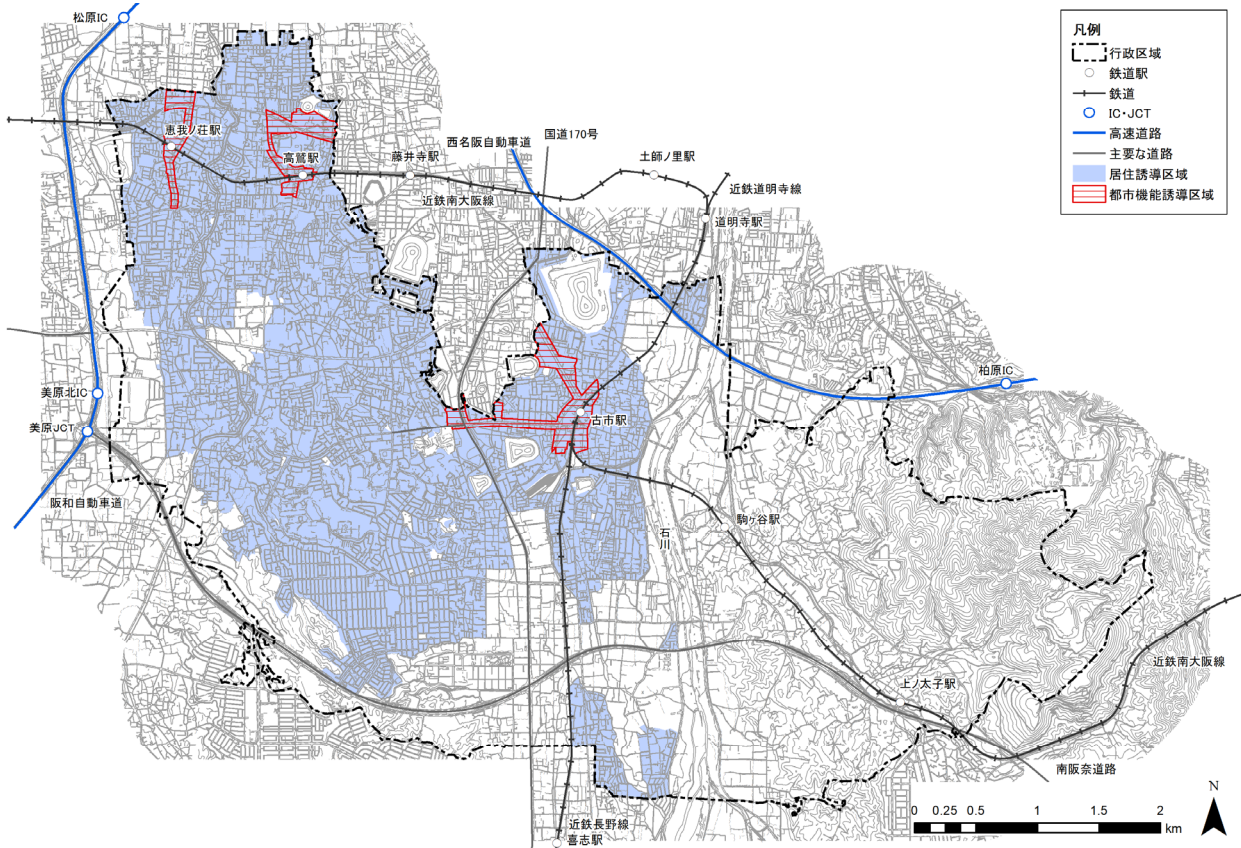 松原IC
凡例
行政区域
鉄道駅
鉄道
IC・JCT
高速道路
主要な道路
居住誘導区域
都市機能誘導区域
恵我ノ荘駅
高鷲駅
藤井寺駅
西名阪自動車道
国道170号
土師ノ里駅
近鉄道明寺線
近鉄南大阪線
道明寺駅
柏原IC
美原北IC
美原JCT
古市駅
阪和自動車道
石川
駒ヶ谷駅
近鉄南大阪線
上ノ太子駅
南阪奈道路
近鉄長野線
喜志駅
N
0 0.25 0.5 1 1.5 2
km